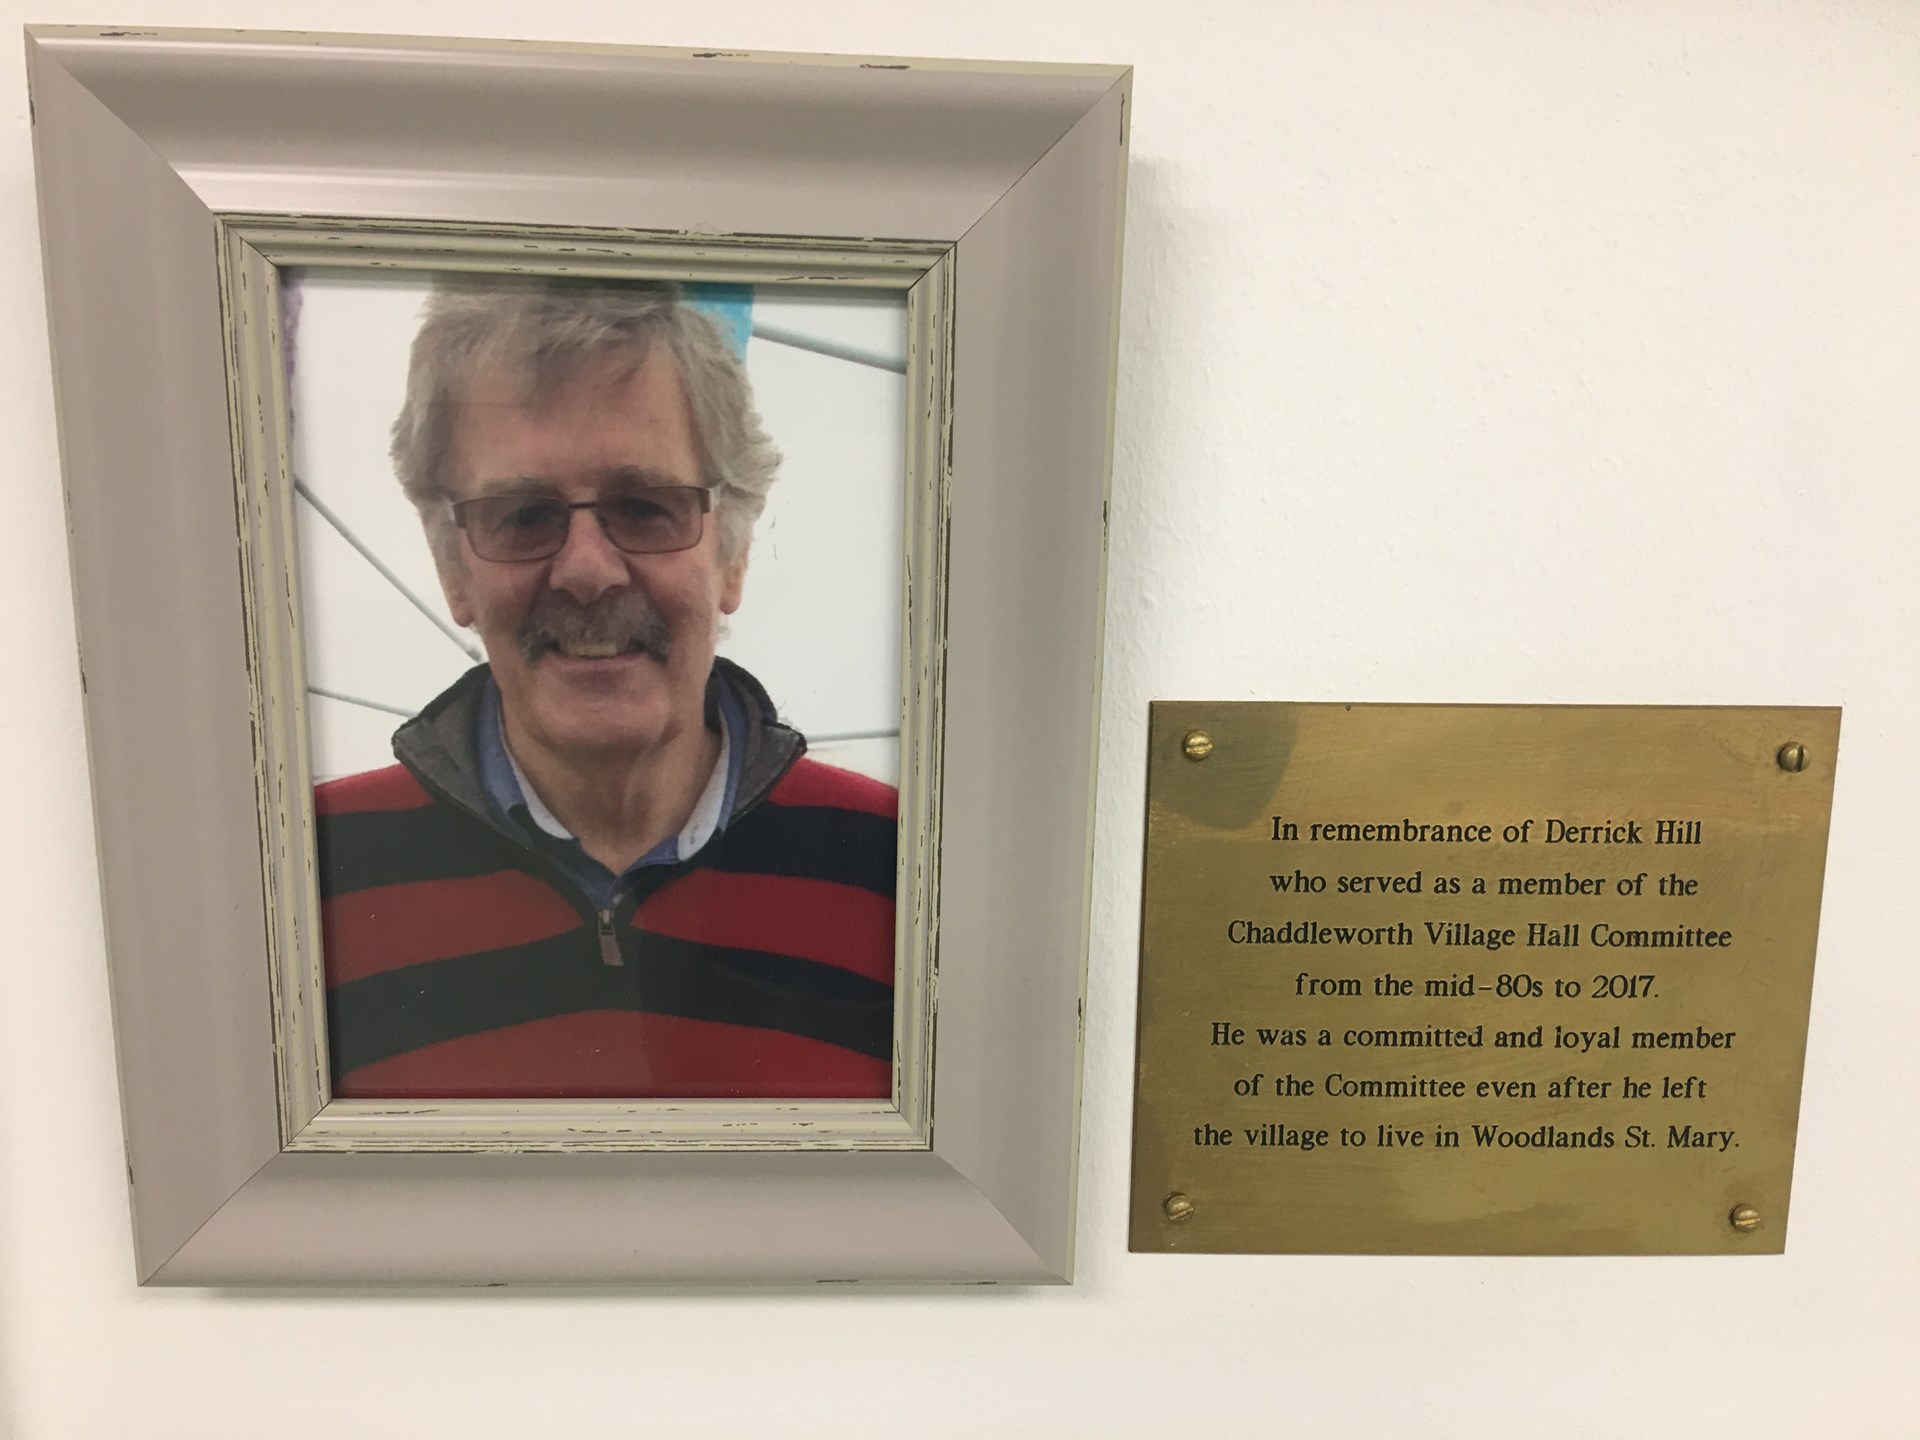 In remembrance of Derrick Hill
who served as a member of the
Chaddleworth Village Hall Committee
from the mid-80s to 2017.
He was a committed and loyal member
of the Committee even after he left
the village to live in Woodlands St. Mary.